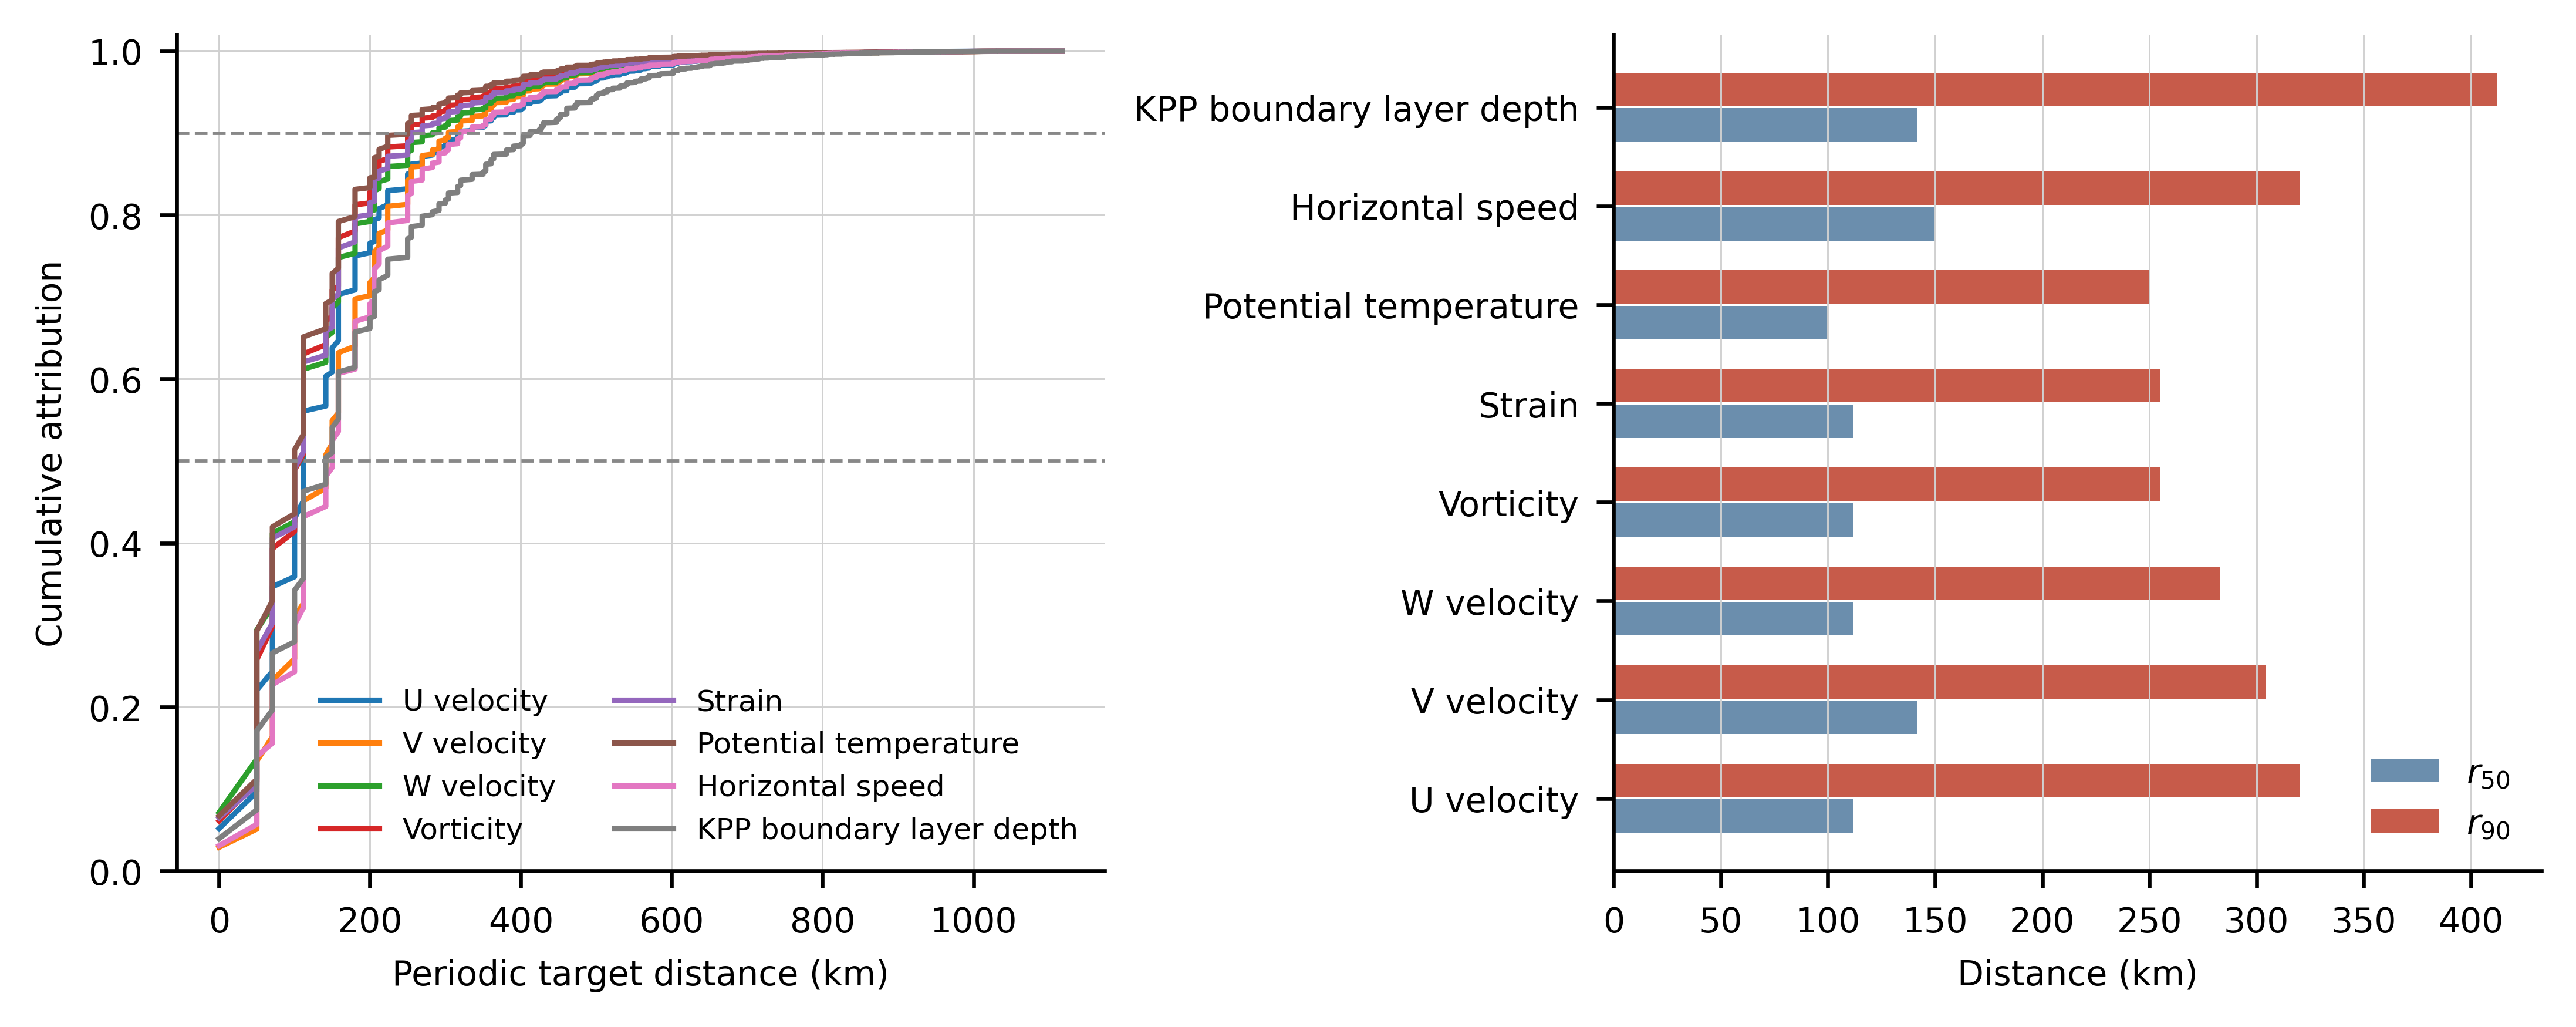 1.0
0.8
0.6
0.4
0.2
0.0
Cumulative attribution
U velocity
V velocity
W velocity
Vorticity
Strain
Potential temperature
Horizontal speed
KPP boundary layer depth
0 200 400 600 800 1000
Periodic target distance (km)
KPP boundary layer depth
Horizontal speed
Potential temperature
Strain
Vorticity
W velocity
V velocity
U velocity
r50
r90
0 50 100 150 200 250 300 350 400
Distance (km)